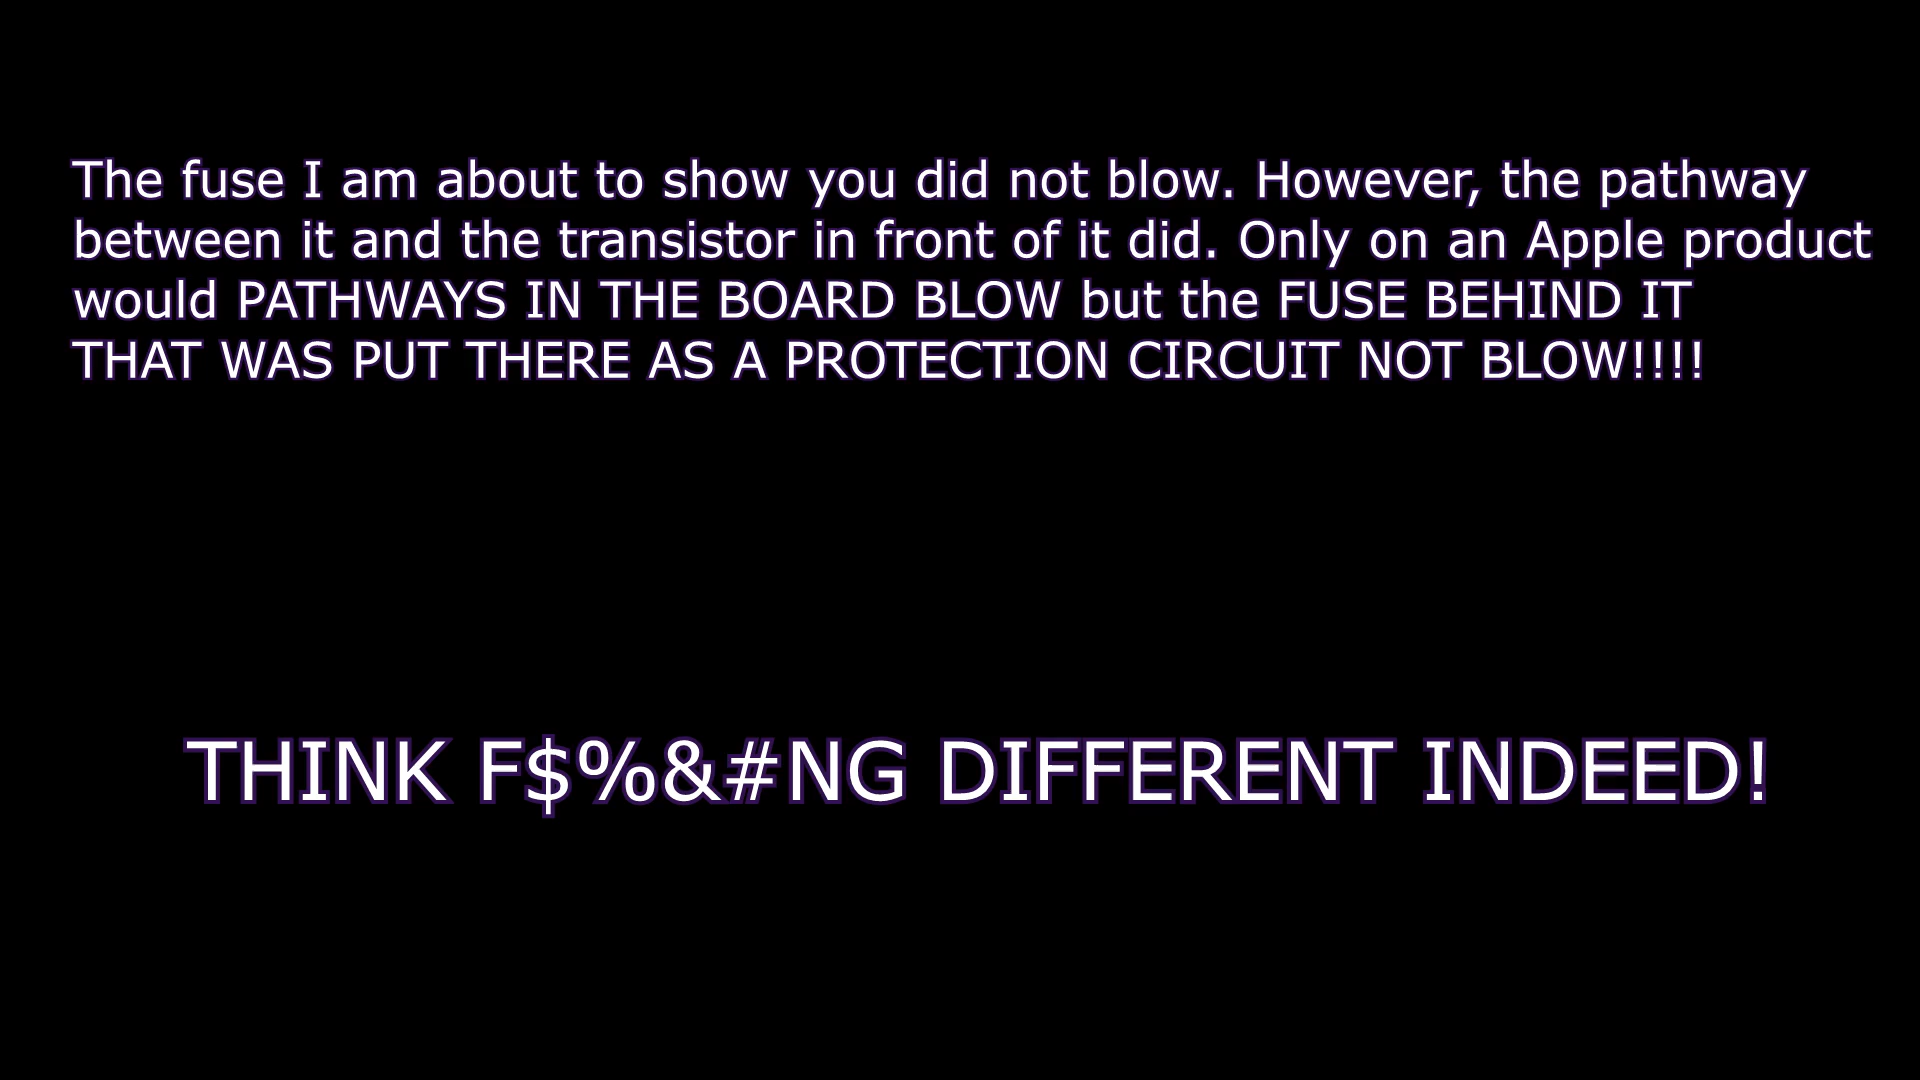 The fuse I am about to show you did not blow. However, the pathway
between it and the transistor in front of it did. Only on an Apple product
would PATHWAYS IN THE BOARD BLOW but the FUSE BEHIND IT
THAT WAS PUT THERE AS A PROTECTION CIRCUIT NOT BLOW!!!!
THINK F$%&#NG DIFFERENT INDEED!